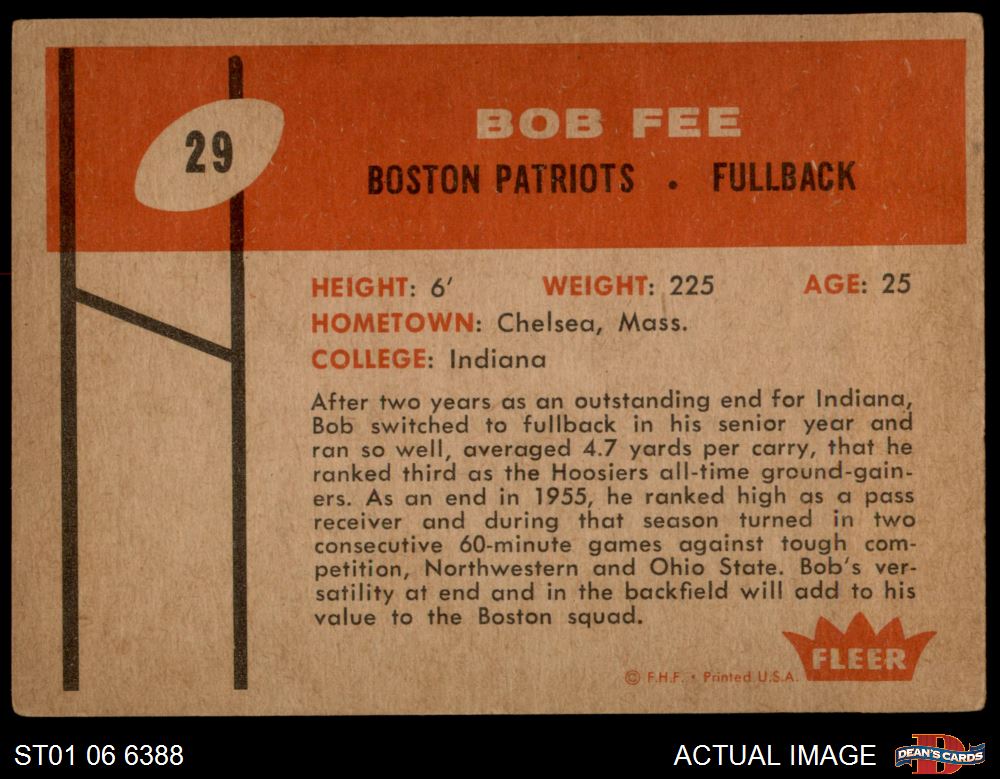 29
BOB FEE
BOSTON PATRIOTS . FULLBACK
HEIGHT: 6' WEIGHT: 225 AGE: 25
HOMETOWN: Chelsea, Mass.
COLLEGE: Indiana
After two years as an outstanding end for Indiana,
Bob switched to fullback in his senior year and
ran so well, averaged 4.7 yards per carry, that he
ranked third as the Hoosiers all-time ground-gain-
ers. As an end in 1955, he ranked high as a pass
receiver and during that season turned in two
consecutive 60-minute games against tough com-
petition, Northwestern and Ohio State. Bob's ver-
satility at end and in the backfield will add to his
value to the Boston squad.
FLEER
© F.H.F. • Printed U.S.A.
ST01 06 6388
ACTUAL IMAGE
D
DEAN'S CARDS